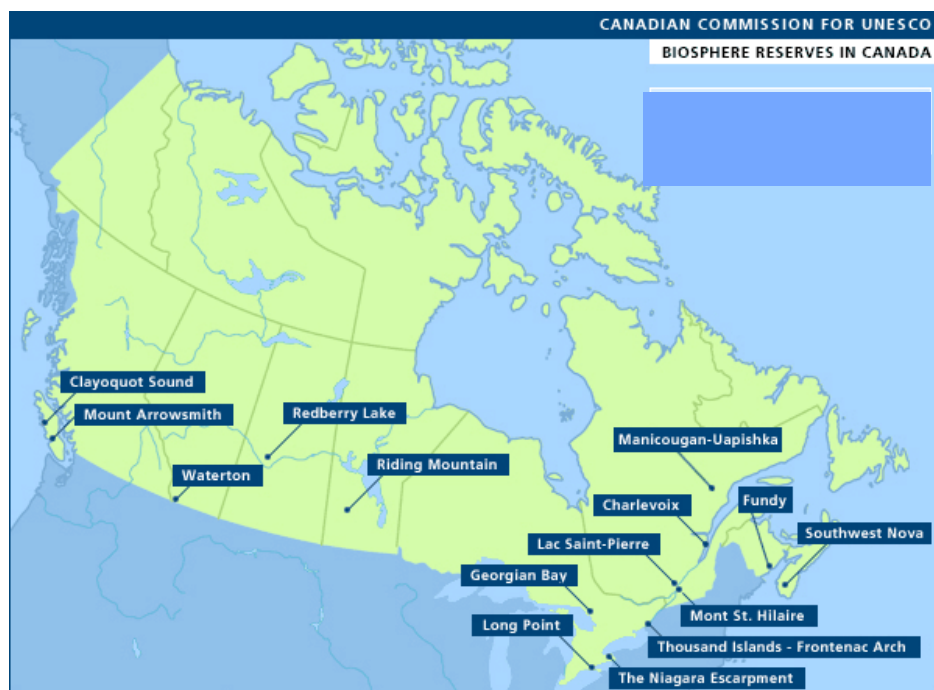 CANADIAN COMMISSION FOR UNESCO
BIOSPHERE RESERVES IN CANADA
Clayoquot Sound
Mount Arrowsmith
Redberry Lake
Waterton
Riding Mountain
Manicougan-Uapishka
Charlevoix
Fundy
Lac Saint-Pierre
Southwest Nova
Georgian Bay
Mont St. Hilaire
Long Point
Thousand Islands - Frontenac Arch
The Niagara Escarpment